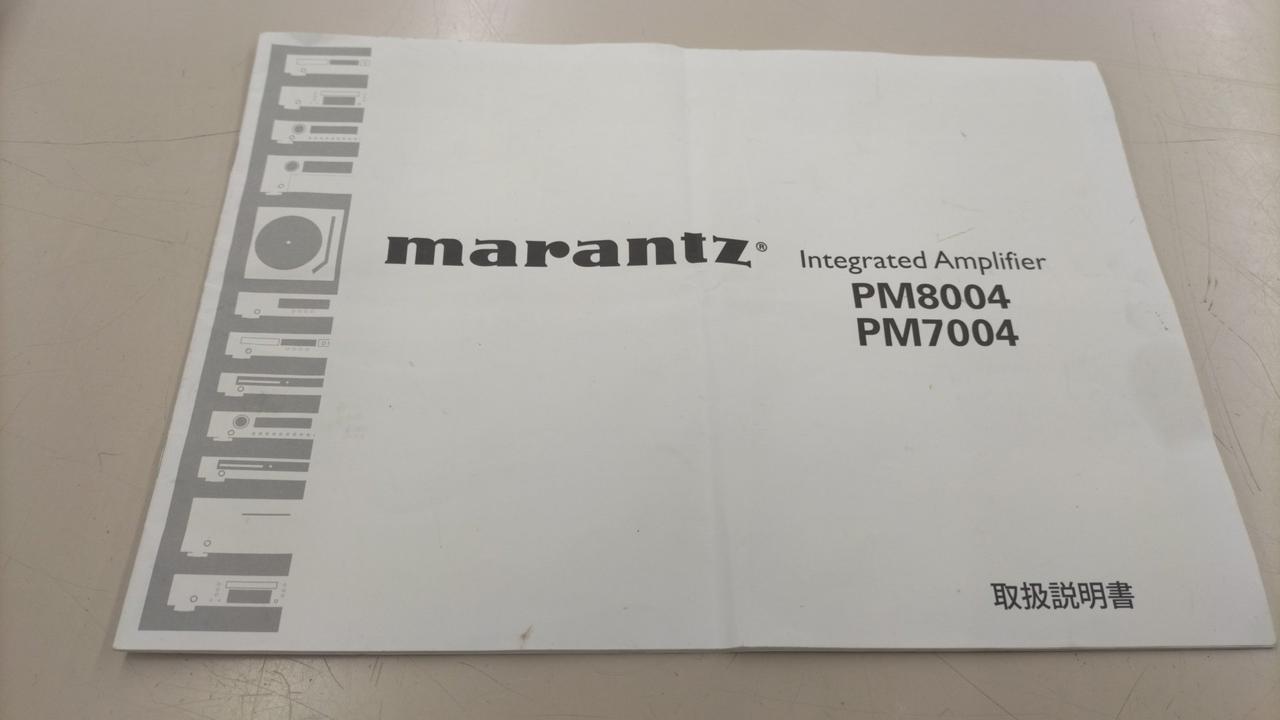 marantz®
Integrated Amplifier
PM8004
PM7004
取扱説明書